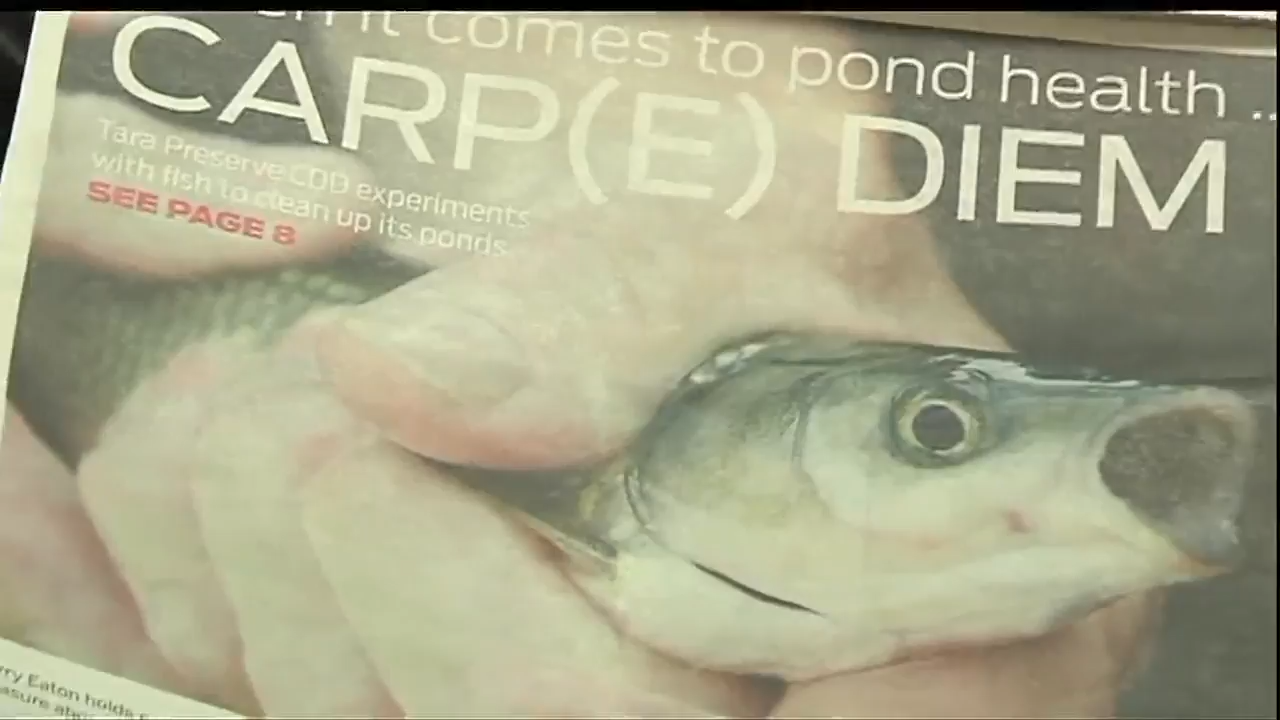 it comes to pond health ..
CARP(E) DIEM
Tara Preserve CDD experiments
with fish to clean up its ponds.
SEE PAGE 8
Eaton holds